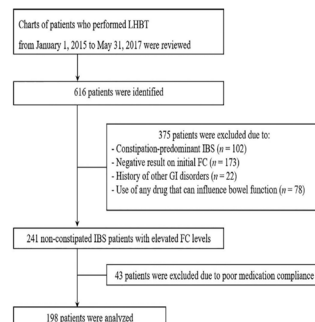 Charts of patients who performed LHBT
from January 1, 2015 to May 31, 2017 were reviewed
616 patients were identified
375 patients were excluded due to:
- Constipation-predominant IBS (n = 102)
- Negative result on initial FC (n = 173)
- History of other GI disorders (n = 22)
- Use of any drug that can influence bowel function (n = 78)
241 non-constipated IBS patients with elevated FC levels
43 patients were excluded due to poor medication compliance
198 patients were analyzed